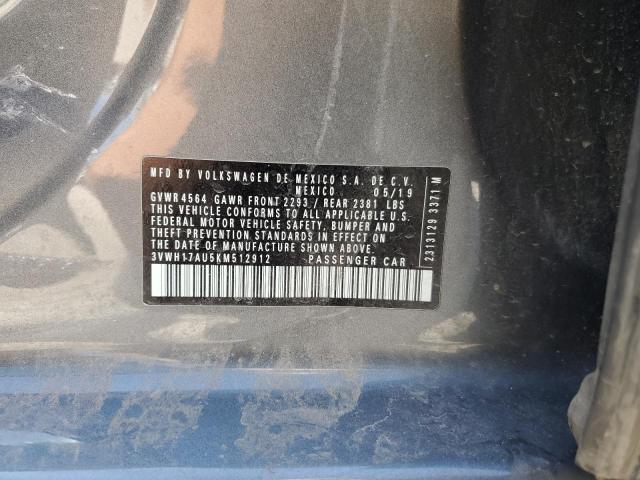 MFD BY VOLKSWAGEN DE MEXICO S.A. DE C.V.
MEXICO 05/19
GVWR4564 GAWR FRONT 2293/ REAR 2381 LBS
THIS VEHICLE CONFORMS TO ALL APPLICABLE U.S.
FEDERAL MOTOR VEHICLE SAFETY, BUMPER AND
THEFT PREVENTION STANDARDS IN EFFECT ON
THE DATE OF MANUFACTURE SHOWN ABOVE.
3VWH17AU5KM512912 PASSENGER CAR
2313129 3371 M